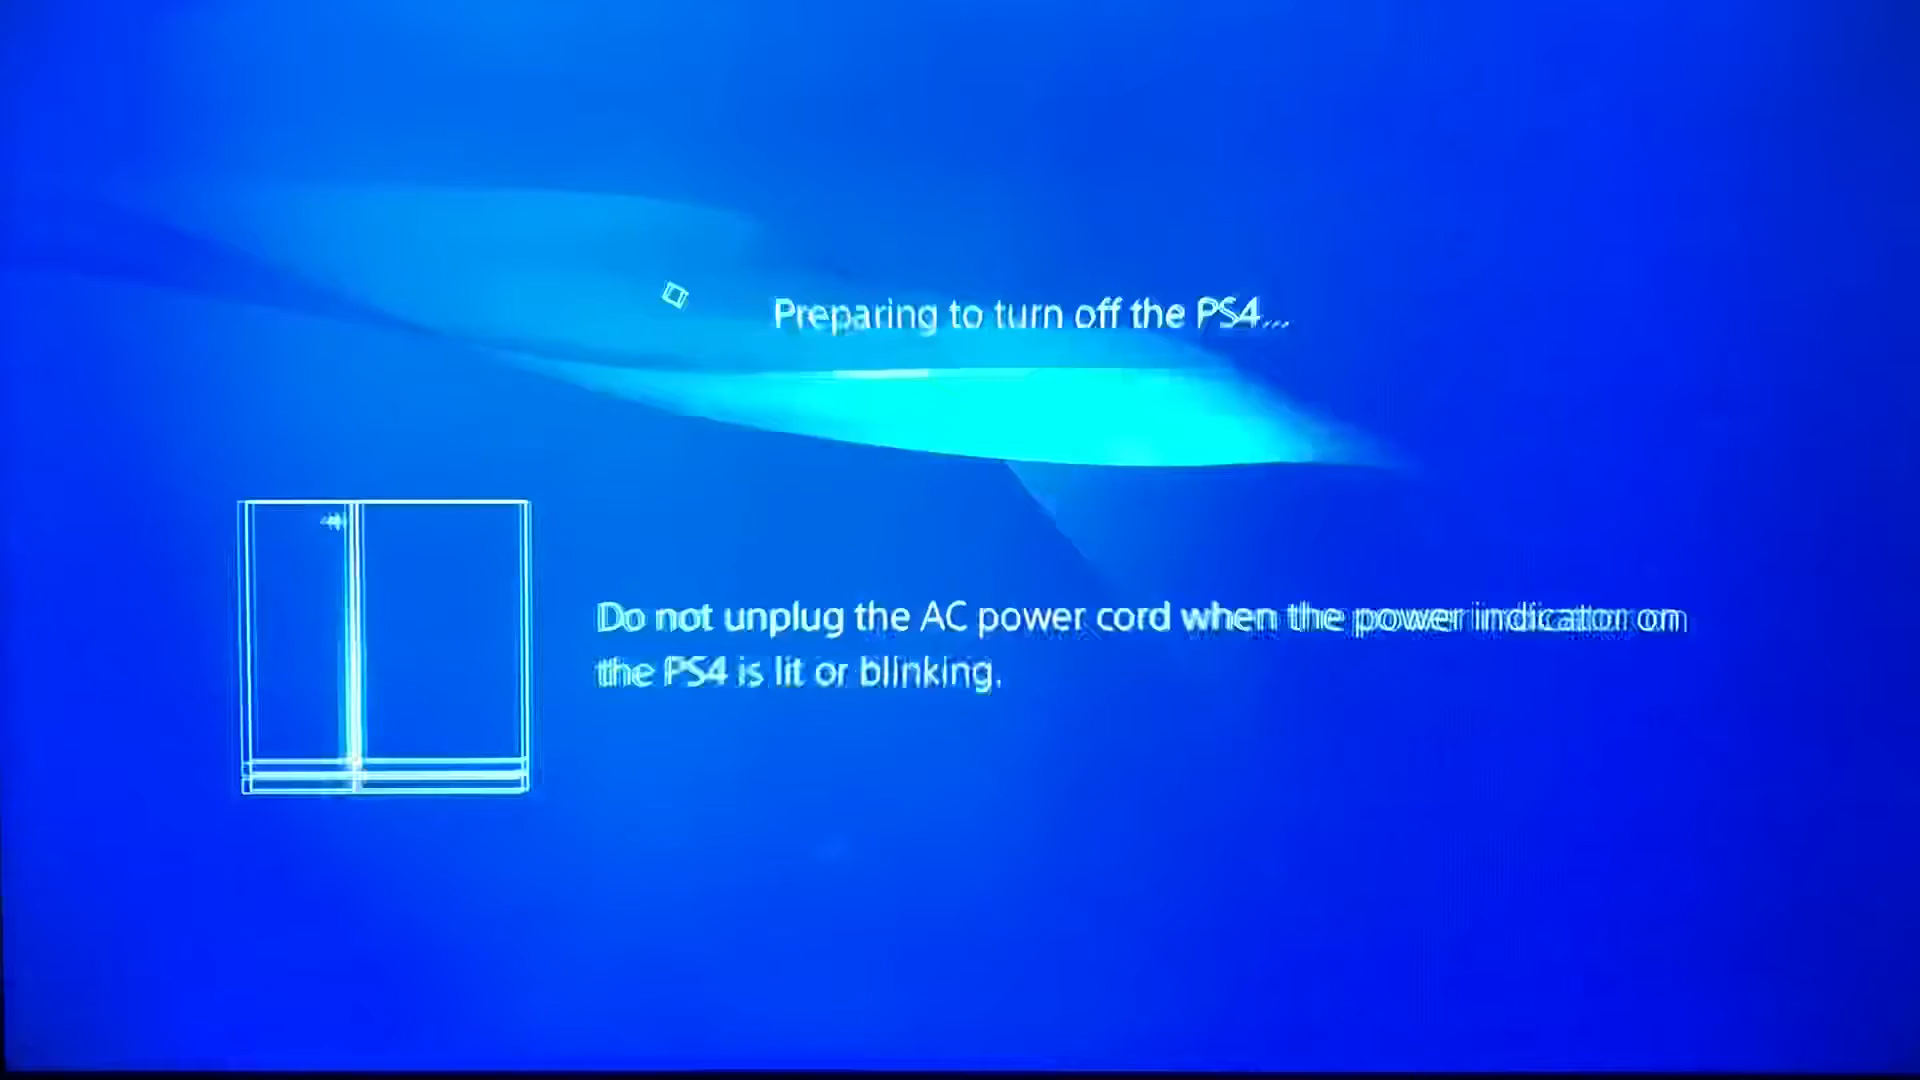 Preparing to turn off the PS4...
Do not unplug the AC power cord when the power indicator on
the PS4 is lit or blinking.